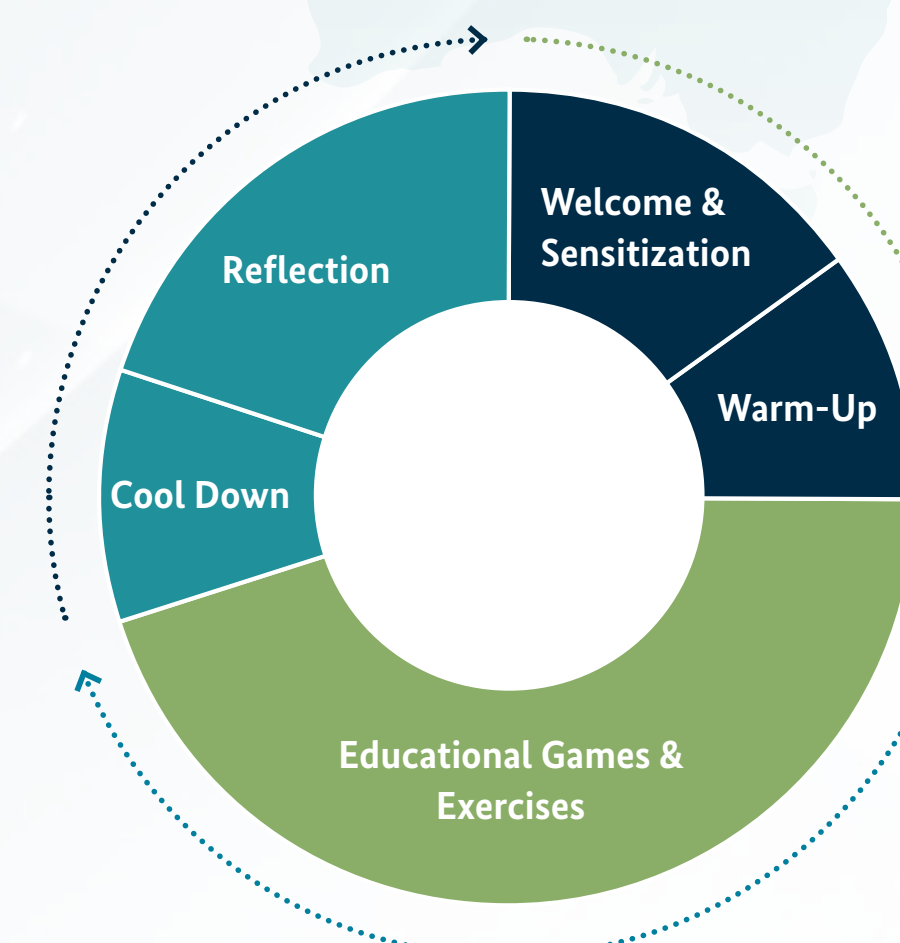 Welcome &
Sensitization
Warm-Up
Educational Games &
Exercises
Cool Down
Reflection